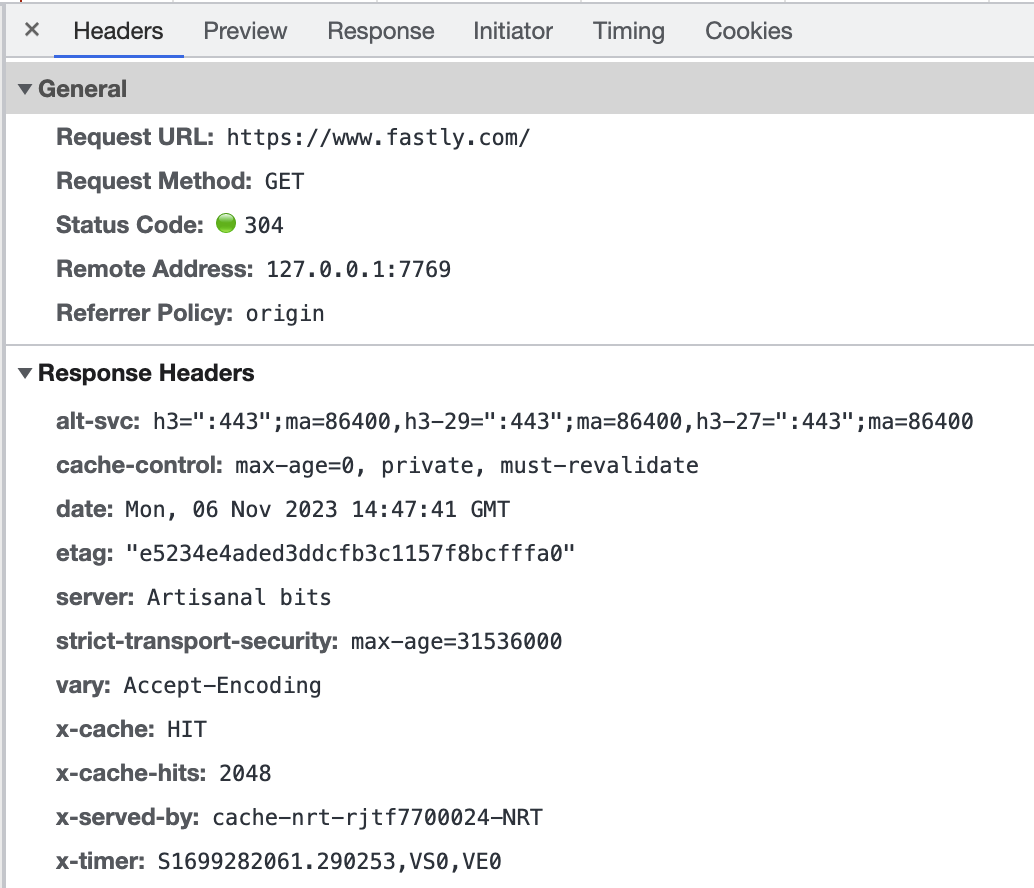 × Headers Preview Response Initiator Timing Cookies
▼ General
Request URL: https://www.fastly.com/
Request Method: GET
Status Code: 304
Remote Address: 127.0.0.1:7769
Referrer Policy: origin
▼ Response Headers
alt-svc: h3=":443";ma=86400,h3-29=":443";ma=86400,h3-27=":443";ma=86400
cache-control: max-age=0, private, must-revalidate
date: Mon, 06 Nov 2023 14:47:41 GMT
etag: "e5234e4aded3ddcfb3c1157f8bcfffa0"
server: Artisanal bits
strict-transport-security: max-age=31536000
vary: Accept-Encoding
x-cache: HIT
x-cache-hits: 2048
x-served-by: cache-nrt-rjtf7700024-NRT
x-timer: S1699282061.290253,VS0,VE0